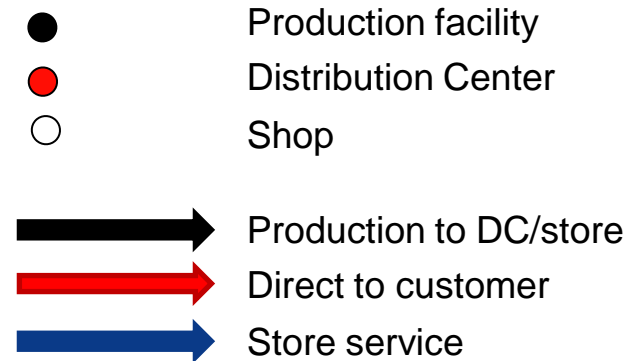 Production facility
Distribution Center
Shop
Production to DC/store
Direct to customer
Store service